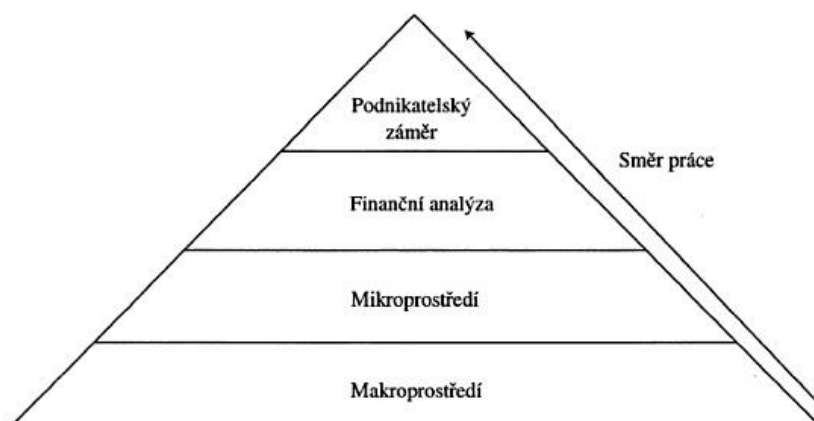 Podnikatelský
záměr
Směr práce
Finanční analýza
Mikroprostředí
Makroprostředí